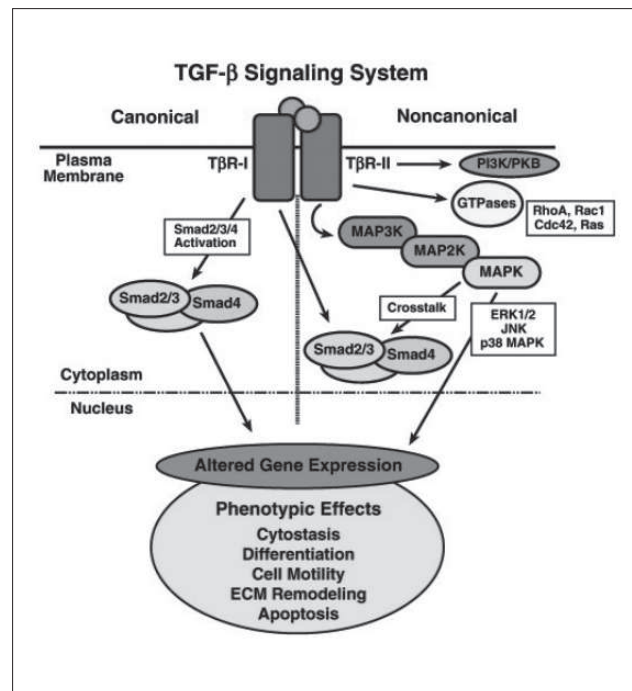 TGF-β Signaling System
Canonical
Noncanonical
Plasma
Membrane
TβR-I
TβR-II
PI3K/PKB
GTPases
RhoA, Rac1
Cdc42, Ras
Smad2/3/4
Activation
MAP3K
MAP2K
MAPK
Smad2/3
Smad4
Crosstalk
ERK1/2
JNK
p38 MAPK
Smad2/3
Smad4
Cytoplasm
Nucleus
Altered Gene Expression
Phenotypic Effects
Cytostasis
Differentiation
Cell Motility
ECM Remodeling
Apoptosis